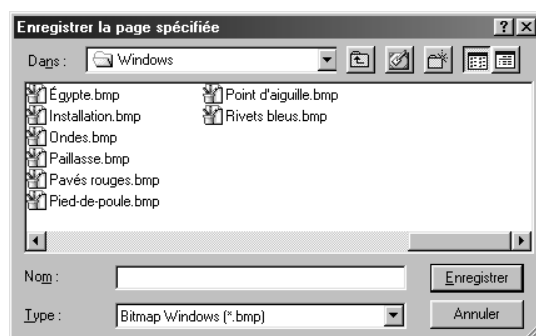 Enregistrer la page spécifiée
Dans : Windows
Égypte.bmp
Installation.bmp
Ondes.bmp
Paillasse.bmp
Pavés rouges.bmp
Pied-de-poule.bmp
Point d'aiguille.bmp
Rivets bleus.bmp
Nom :
Enregistrer
Type : Bitmap Windows (*.bmp)
Annuler